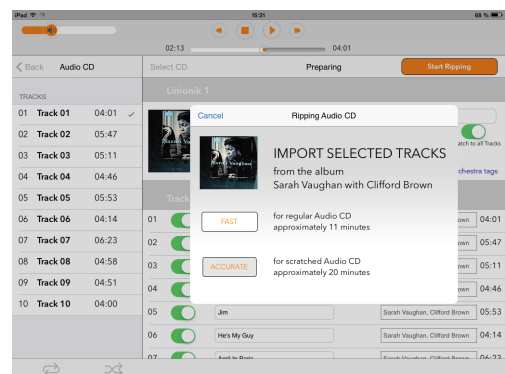 iPad 15:21 68 %
02:13 04:01
Back Audio CD Select CD Preparing Start Ripping
TRACKS
01 Track 01 04:01
02 Track 02 05:47
03 Track 03 05:11
04 Track 04 04:46
05 Track 05 05:53
06 Track 06 04:14
07 Track 07 06:23
08 Track 08 04:58
09 Track 09 04:51
10 Track 10 04:00
Linionik 1
Cancel Ripping Audio CD
Sarah Vaughan
IMPORT SELECTED TRACKS
from the album
Sarah Vaughan with Clifford Brown
FAST
for regular Audio CD
approximately 11 minutes
ACCURATE
for scratched Audio CD
approximately 20 minutes
to all Tracks
tags
Track
01 04:01
02 05:47
03 05:11
04 04:46
05 Jim Sarah Vaughan, Clifford Brown 05:53
06 He's My Guy Sarah Vaughan, Clifford Brown 04:14
07 April In Paris Sarah Vaughan, Clifford Brown 06:23